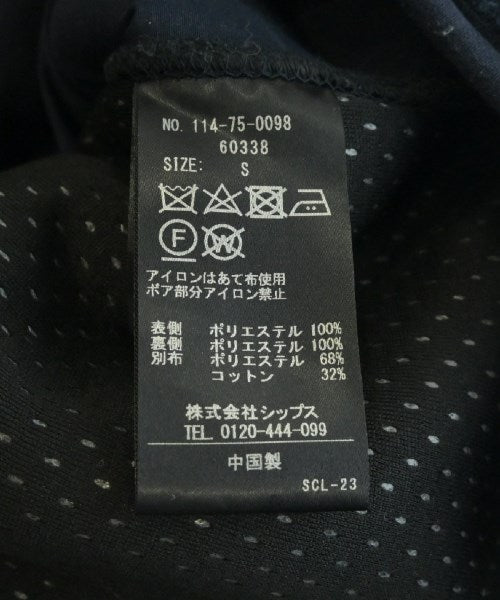 NO. 114-75-0098
60338
SIZE: S
F W
アイロンはあて布使用
ボア部分アイロン禁止
表側 ポリエステル 100%
裏側 ポリエステル 100%
別布 ポリエステル 68%
コットン 32%
株式会社シップス
TEL. 0120-444-099
中国製
SCL-23